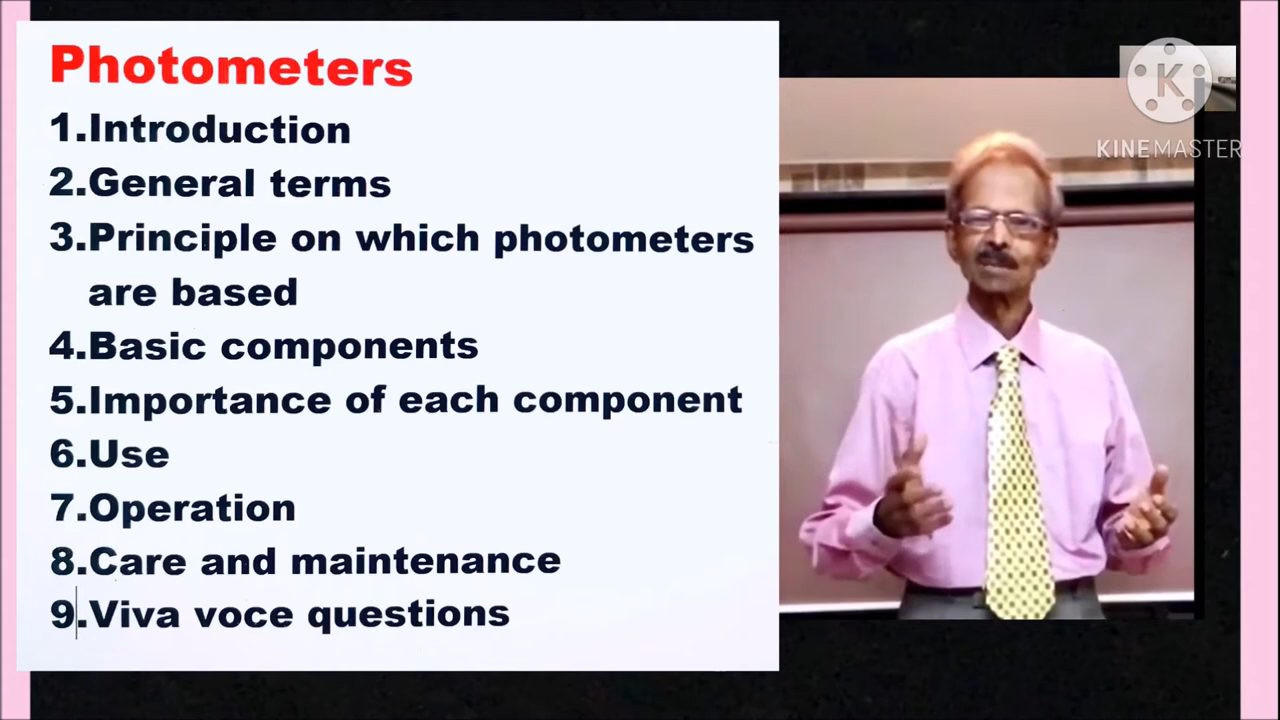 Photometers
1.Introduction
2.General terms
3.Principle on which photometers
are based
4.Basic components
5.Importance of each component
6.Use
7.Operation
8.Care and maintenance
9.Viva voce questions
K
KINEMASTER